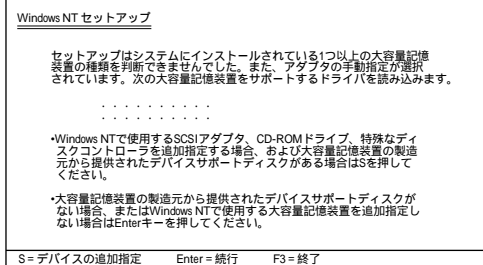 Windows NT セットアップ
セットアップはシステムにインストールされている1つ以上の大容量記憶
装置の種類を判断できませんでした。また、アダプタの手動指定が選択
されています。次の大容量記憶装置をサポートするドライバを読み込みます。
. . . . . . . . . .
. . . . . . . . . .
•Windows NTで使用するSCSIアダプタ、CD-ROMドライブ、特殊なディ
スクコントローラを追加指定する場合、および大容量記憶装置の製造
元から提供されたデバイスサポートディスクがある場合はSを押して
ください。
•大容量記憶装置の製造元から提供されたデバイスサポートディスクが
ない場合、またはWindows NTで使用する大容量記憶装置を追加指定し
ない場合はEnterキーを押してください。
S = デバイスの追加指定 Enter = 続行 F3 = 終了